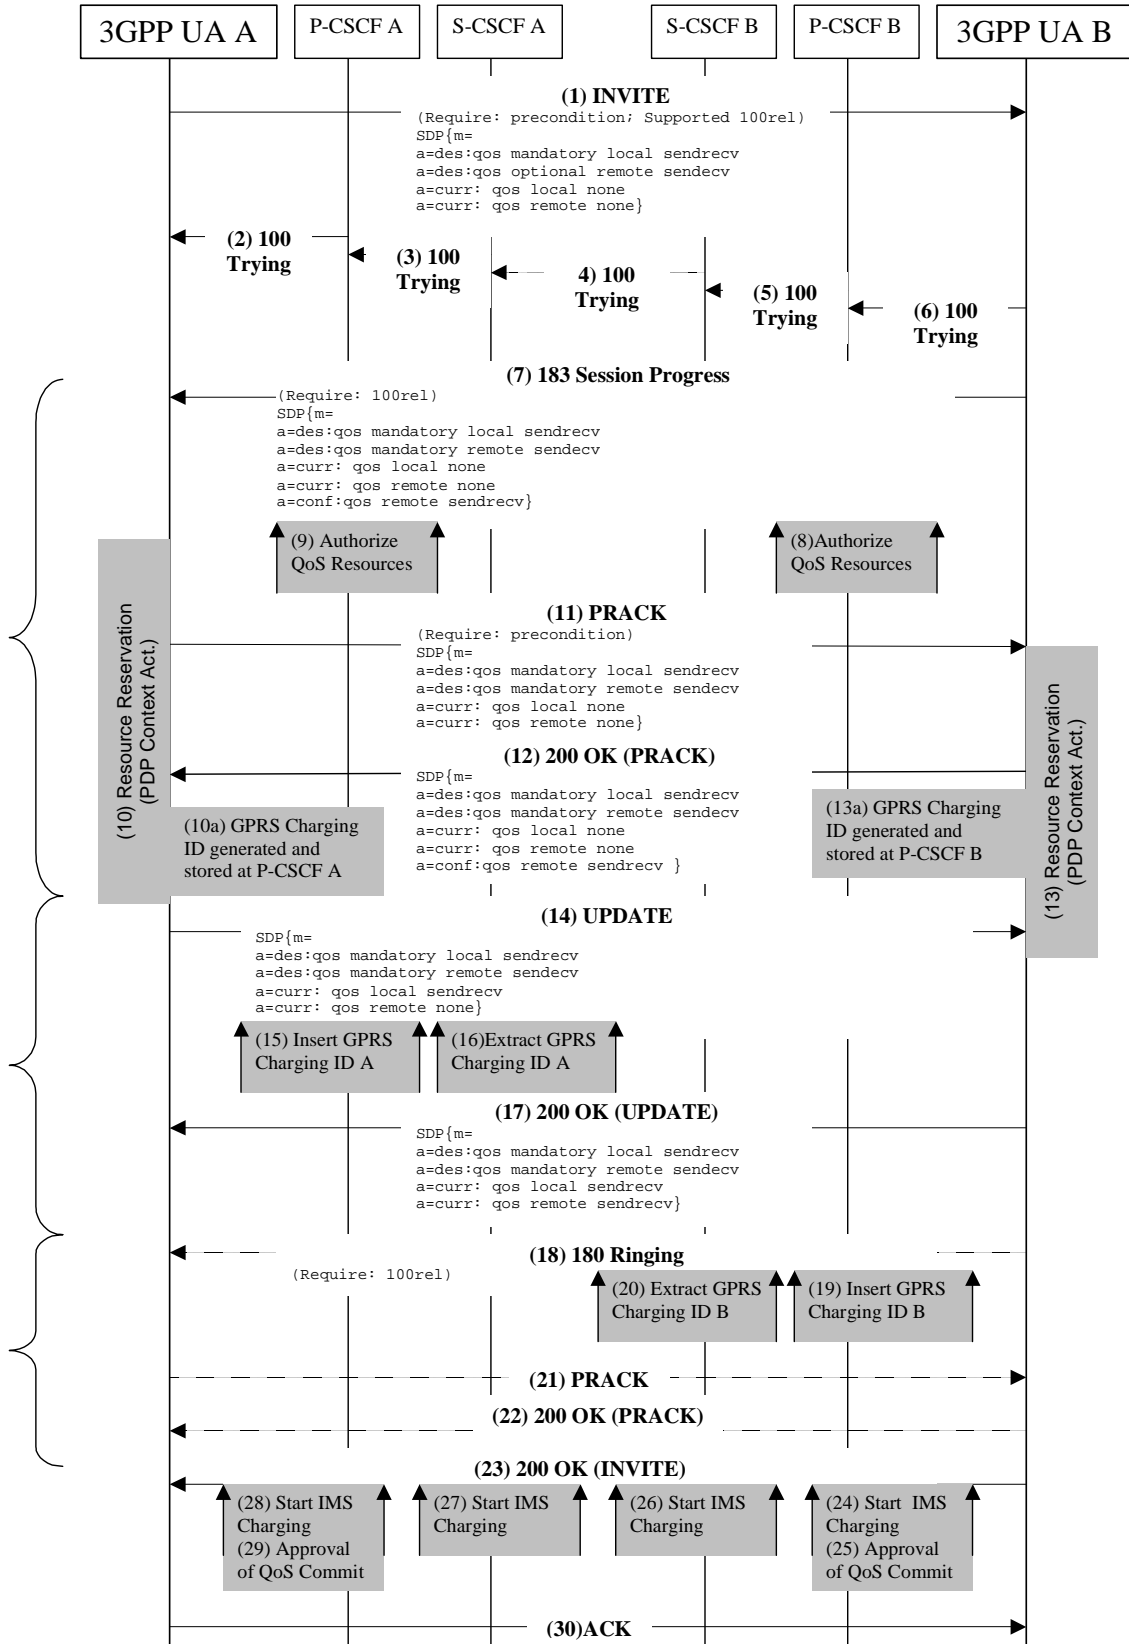 3GPP UA A
P-CSCF A
S-CSCF A
S-CSCF B
P-CSCF B
3GPP UA B
(1) INVITE
(Require: precondition; Supported 100rel)
SDP{m=
a=des:qos mandatory local sendrecv
a=des:qos optional remote sendecv
a=curr: qos local none
a=curr: qos remote none}
(2) 100
Trying
(3) 100
Trying
4) 100
Trying
(5) 100
Trying
(6) 100
Trying
(7) 183 Session Progress
(Require: 100rel)
SDP{m=
a=des:qos mandatory local sendrecv
a=des:qos mandatory remote sendecv
a=curr: qos local none
a=curr: qos remote none
a=conf:qos remote sendrecv}
(9) Authorize
QoS Resources
(8)Authorize
QoS Resources
(10) Resource Reservation
(PDP Context Act.)
(11) PRACK
(Require: precondition)
SDP{m=
a=des:qos mandatory local sendrecv
a=des:qos mandatory remote sendecv
a=curr: qos local none
a=curr: qos remote none}
(12) 200 OK (PRACK)
SDP{m=
a=des:qos mandatory local sendrecv
a=des:qos mandatory remote sendecv
a=curr: qos local none
a=curr: qos remote none
a=conf:qos remote sendrecv }
(10a) GPRS Charging
ID generated and
stored at P-CSCF A
(13a) GPRS Charging
ID generated and
stored at P-CSCF B
(13) Resource Reservation
(PDP Context Act.)
(14) UPDATE
SDP{m=
a=des:qos mandatory local sendrecv
a=des:qos mandatory remote sendecv
a=curr: qos local sendrecv
a=curr: qos remote none}
(15) Insert GPRS
Charging ID A
(16)Extract GPRS
Charging ID A
(17) 200 OK (UPDATE)
SDP{m=
a=des:qos mandatory local sendrecv
a=des:qos mandatory remote sendecv
a=curr: qos local sendrecv
a=curr: qos remote sendrecv}
(18) 180 Ringing
(Require: 100rel)
(20) Extract GPRS
Charging ID B
(19) Insert GPRS
Charging ID B
(21) PRACK
(22) 200 OK (PRACK)
(23) 200 OK (INVITE)
(28) Start IMS
Charging
(29) Approval
of QoS Commit
(27) Start IMS
Charging
(26) Start IMS
Charging
(24) Start IMS
Charging
(25) Approval
of QoS Commit
(30)ACK